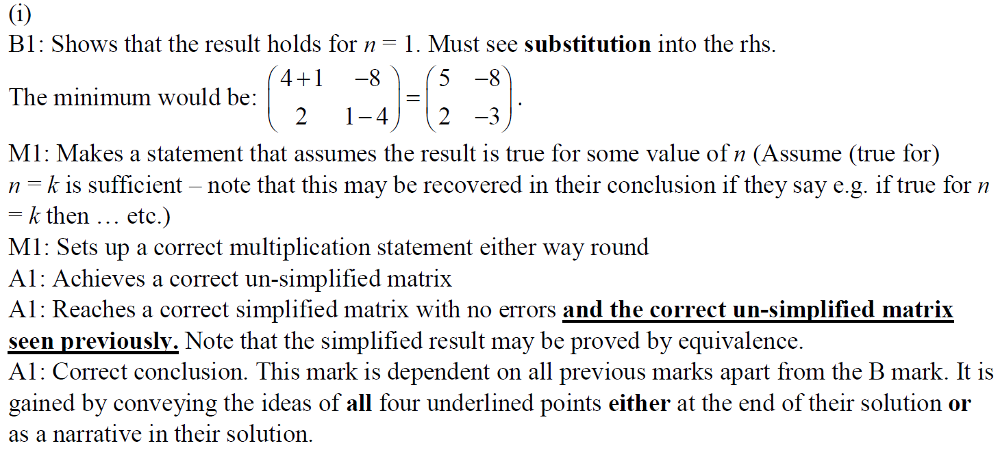 (i)
B1: Shows that the result holds for n = 1. Must see substitution into the rhs.
The minimum would be: \begin{pmatrix} 4+1 & -8 \\ 2 & 1-4 \end{pmatrix} = \begin{pmatrix} 5 & -8 \\ 2 & -3 \end{pmatrix}.
M1: Makes a statement that assumes the result is true for some value of n (Assume (true for)
n = k is sufficient – note that this may be recovered in their conclusion if they say e.g. if true for n
= k then … etc.)
M1: Sets up a correct multiplication statement either way round
A1: Achieves a correct un-simplified matrix
A1: Reaches a correct simplified matrix with no errors and the correct un-simplified matrix
seen previously. Note that the simplified result may be proved by equivalence.
A1: Correct conclusion. This mark is dependent on all previous marks apart from the B mark. It is
gained by conveying the ideas of all four underlined points either at the end of their solution or
as a narrative in their solution.